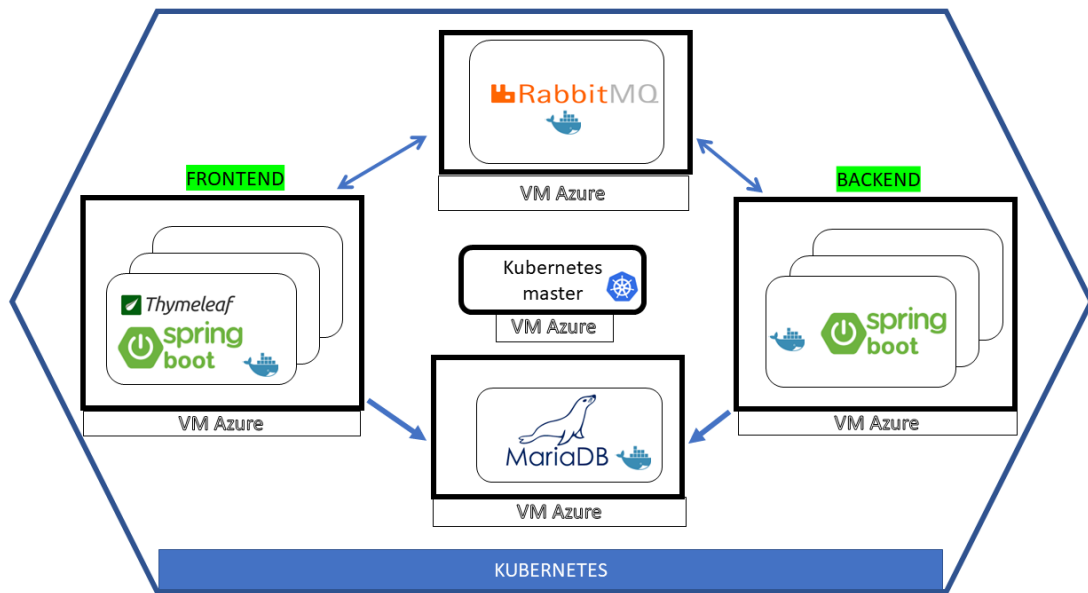 RabbitMQ
VM Azure
FRONTEND
BACKEND
Thymeleaf
spring
boot
VM Azure
Kubernetes
master
VM Azure
spring
boot
VM Azure
MariaDB
VM Azure
KUBERNETES